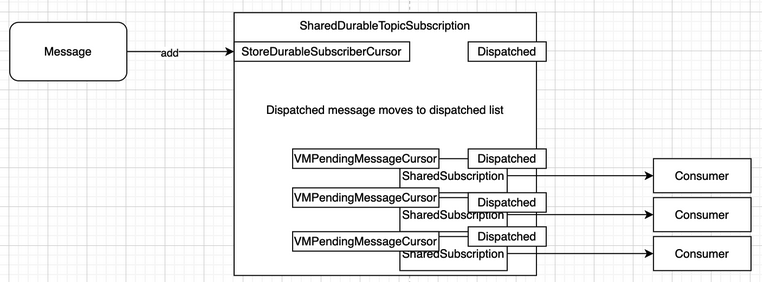 SharedDurableTopicSubscription
Message
add
StoreDurableSubscriberCursor
Dispatched
Dispatched message moves to dispatched list
VMPendingMessageCursor
Dispatched
SharedSubscription
Consumer
VMPendingMessageCursor
Dispatched
SharedSubscription
Consumer
VMPendingMessageCursor
Dispatched
SharedSubscription
Consumer